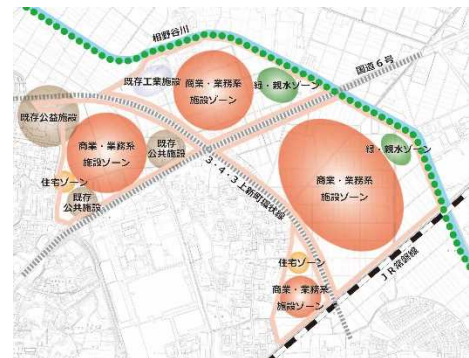 相野谷川
国道6号
既存工業施設
商業・業務系
施設ゾーン
緑・親水ゾーン
既存公益施設
商業・業務系
施設ゾーン
既存
公共施設
緑・親水ゾーン
住宅ゾーン
既存
公共施設
3・4・3上新町環状線
商業・業務系
施設ゾーン
住宅ゾーン
商業・業務系
施設ゾーン
JR常磐線